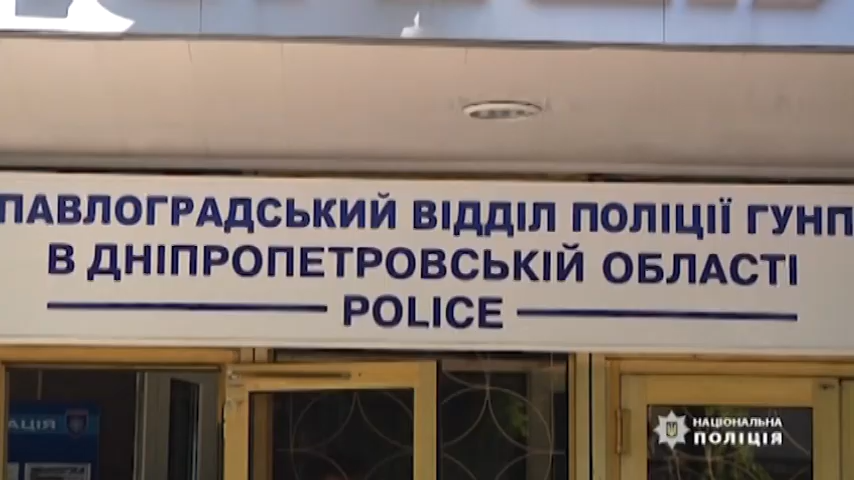 ПАВЛОГРАДСЬКИЙ ВІДДІЛ ПОЛІЦІЇ ГУНП
В ДНІПРОПЕТРОВСЬКІЙ ОБЛАСТІ
POLICE
НАЦІОНАЛЬНА
ПОЛІЦІЯ